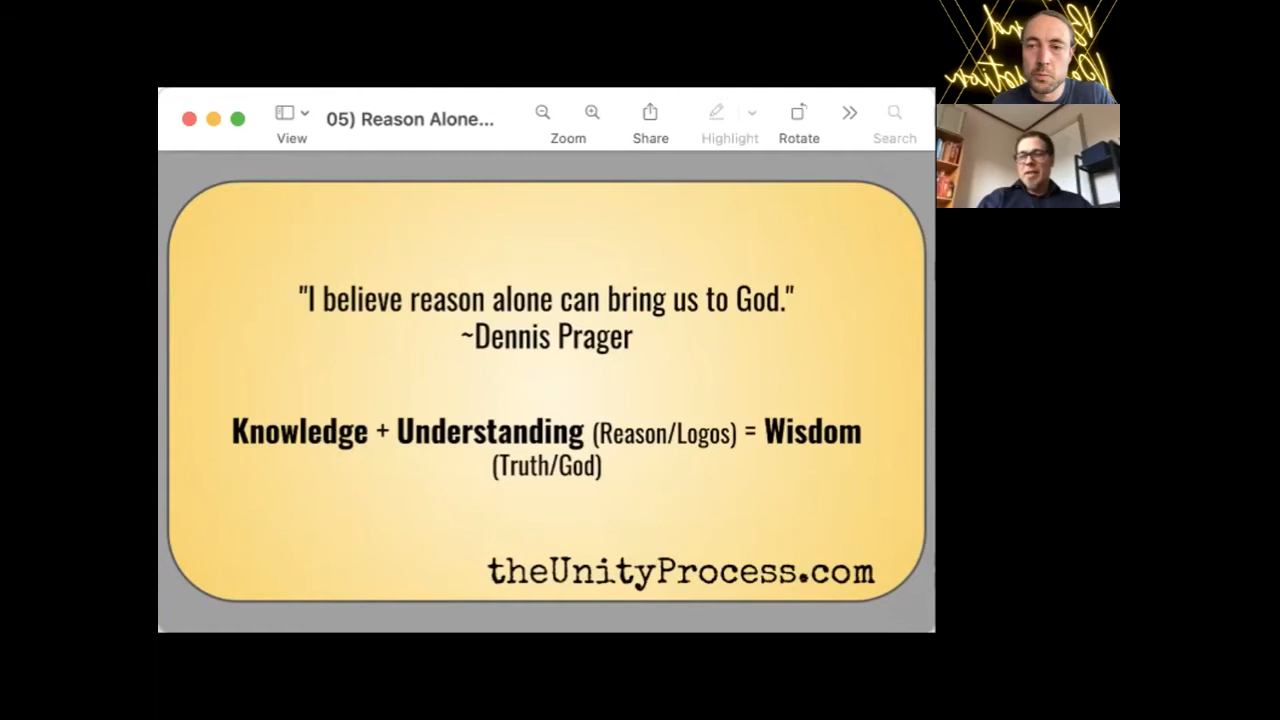 05) Reason Alone...
View
Zoom
Share
Highlight
Rotate
Search
"I believe reason alone can bring us to God."
~Dennis Prager
Knowledge + Understanding (Reason/Logos) = Wisdom
(Truth/God)
theUnityProcess.com